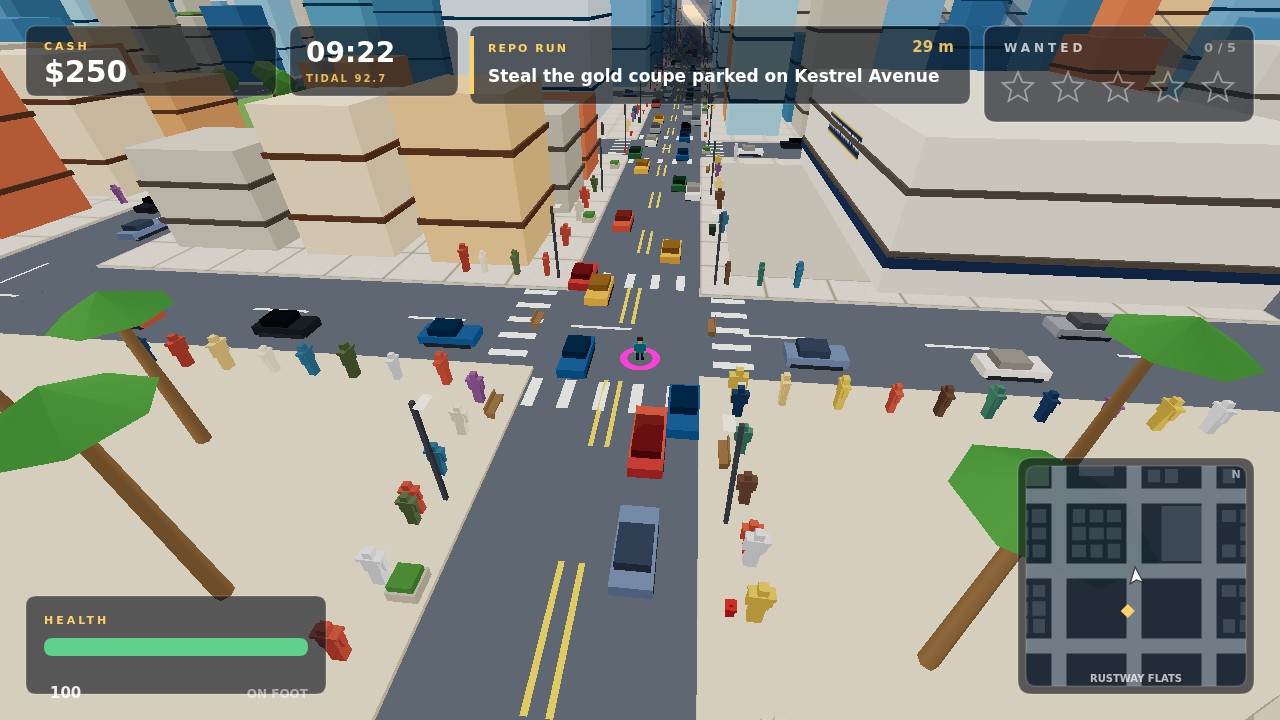 CASH
$250
09:22
TIDAL 92.7
REPO RUN
29 m
Steal the gold coupe parked on Kestrel Avenue
WANTED
0 / 5
HEALTH
100
ON FOOT
N
RUSTWAY FLATS